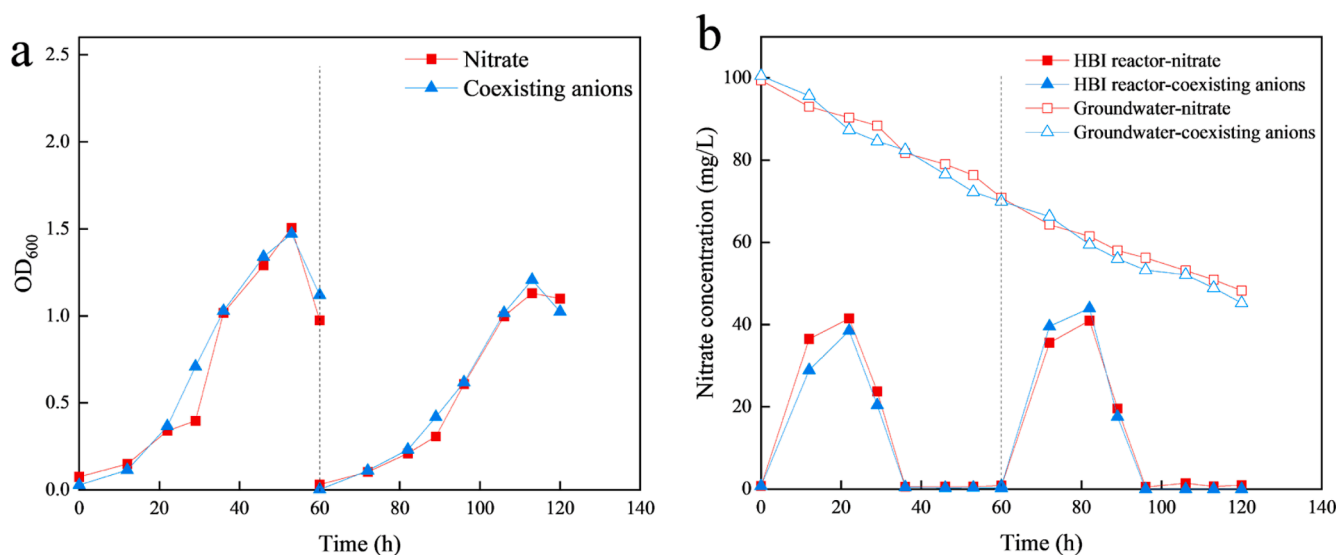 a
2.5
2.0
1.5
1.0
0.5
0.0
OD600
0
20
40
60
80
100
120
140
Time (h)
Nitrate
Coexisting anions
b
100
80
60
40
20
0
Nitrate concentration (mg/L)
0
20
40
60
80
100
120
140
Time (h)
HBI reactor-nitrate
HBI reactor-coexisting anions
Groundwater-nitrate
Groundwater-coexisting anions